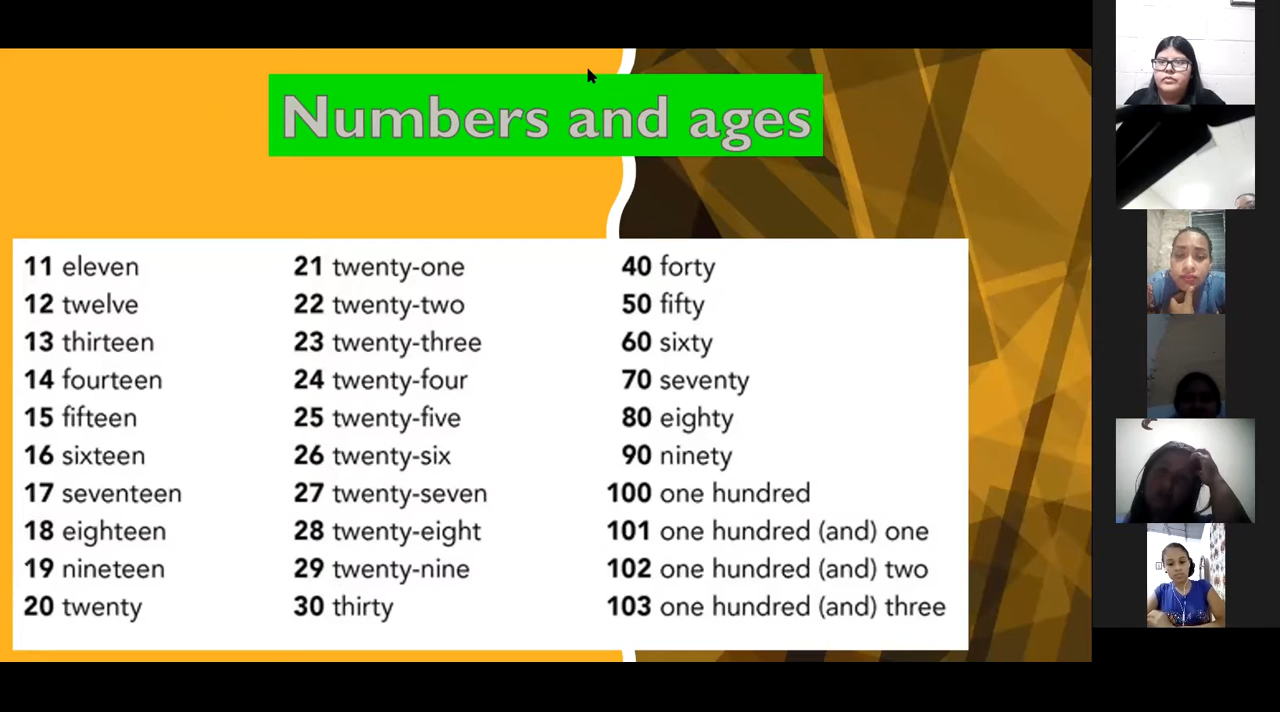 Numbers and ages
11 eleven
12 twelve
13 thirteen
14 fourteen
15 fifteen
16 sixteen
17 seventeen
18 eighteen
19 nineteen
20 twenty
21 twenty-one
22 twenty-two
23 twenty-three
24 twenty-four
25 twenty-five
26 twenty-six
27 twenty-seven
28 twenty-eight
29 twenty-nine
30 thirty
40 forty
50 fifty
60 sixty
70 seventy
80 eighty
90 ninety
100 one hundred
101 one hundred (and) one
102 one hundred (and) two
103 one hundred (and) three